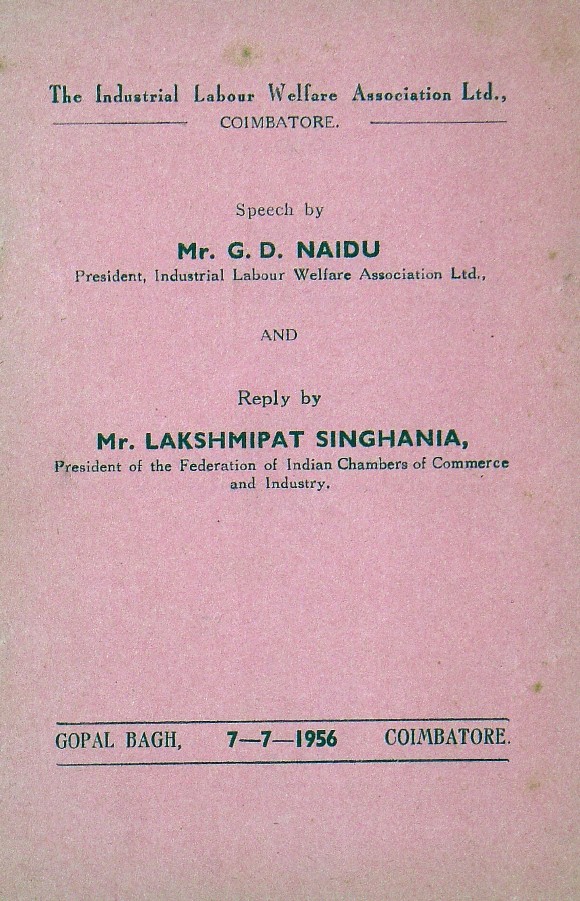 The Industrial Labour Welfare Association Ltd.,
COIMBATORE.
Speech by
Mr. G. D. NAIDU
President, Industrial Labour Welfare Association Ltd.,
AND
Reply by
Mr. LAKSHMIPAT SINGHANIA,
President of the Federation of Indian Chambers of Commerce
and Industry.
GOPAL BAGH, 7—7—1956 COIMBATORE.